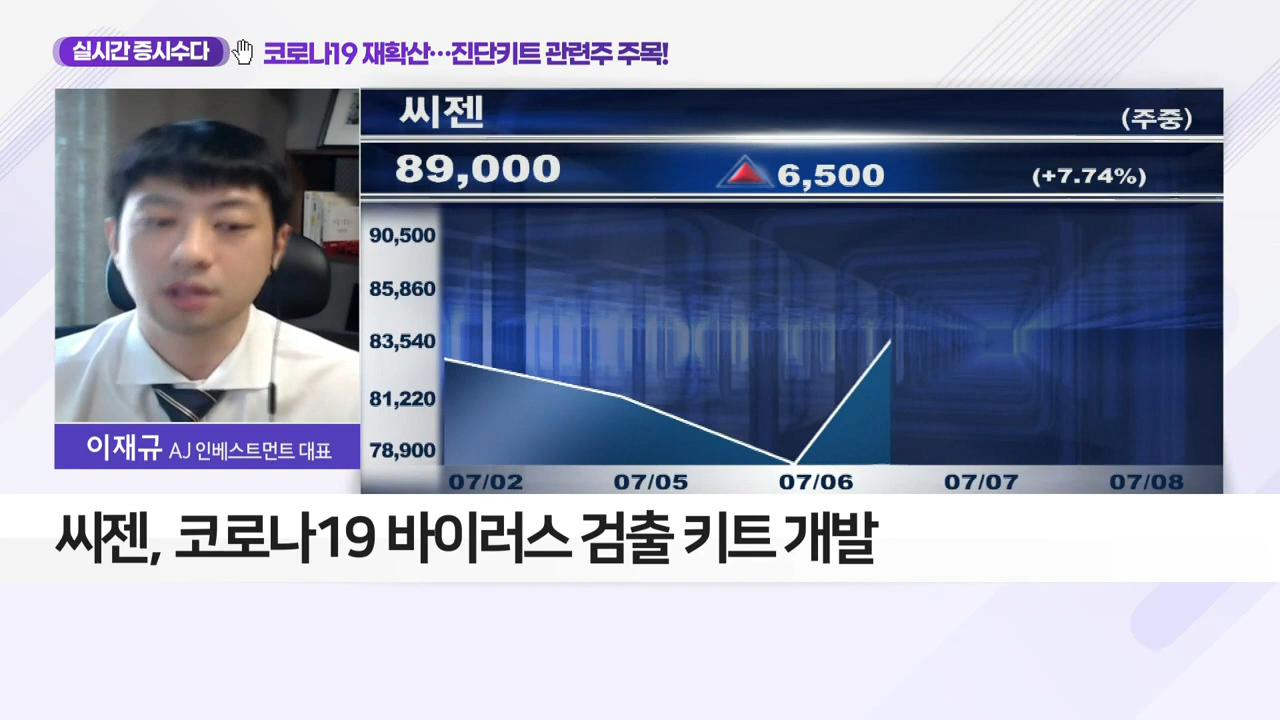 실시간 증시수다
코로나19 재확산…진단키트 관련주 주목!
씨젠
(주중)
89,000 6,500 (+7.74%)
90,500
85,860
83,540
81,220
78,900
07/02 07/05 07/06 07/07 07/08
이재규 AJ 인베스트먼트 대표
씨젠, 코로나19 바이러스 검출 키트 개발